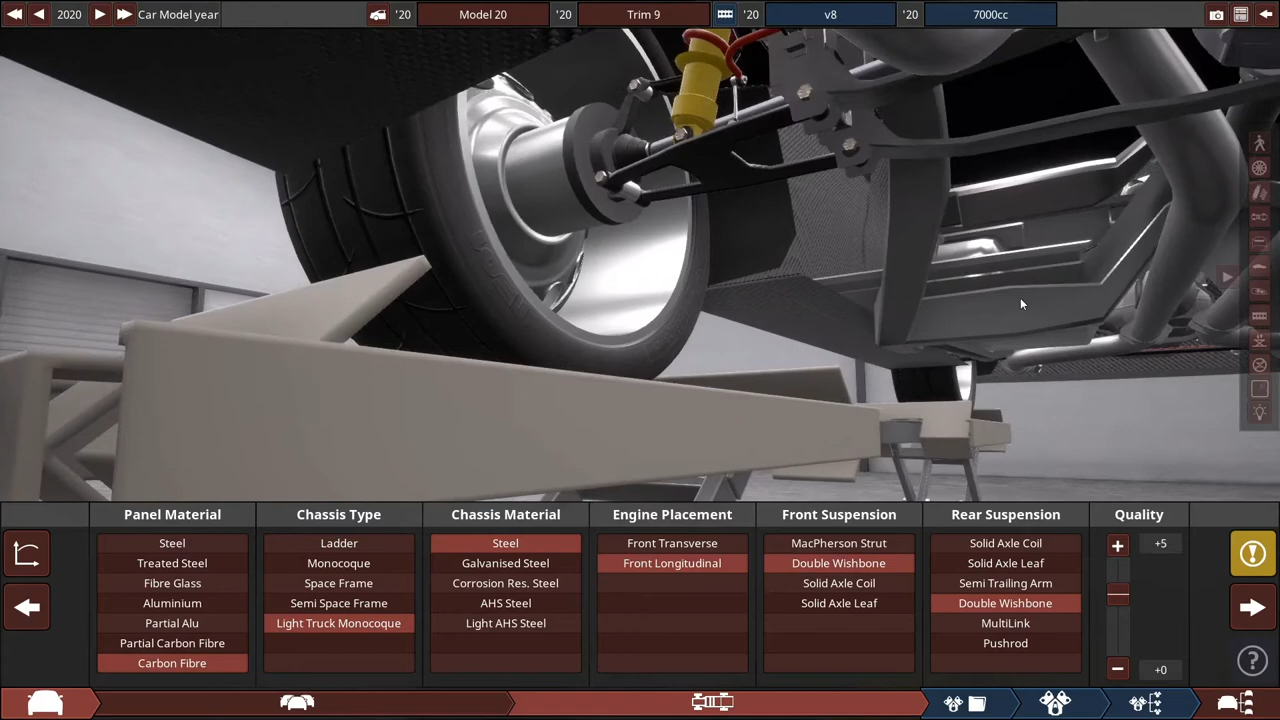 2020 Car Model year '20 Model 20 '20 Trim 9 '20 v8 '20 7000cc
Panel Material
Steel
Treated Steel
Fibre Glass
Aluminium
Partial Alu
Partial Carbon Fibre
Carbon Fibre
Chassis Type
Ladder
Monocoque
Space Frame
Semi Space Frame
Light Truck Monocoque
Chassis Material
Steel
Galvanised Steel
Corrosion Res. Steel
AHS Steel
Light AHS Steel
Engine Placement
Front Transverse
Front Longitudinal
Front Suspension
MacPherson Strut
Double Wishbone
Solid Axle Coil
Solid Axle Leaf
Rear Suspension
Solid Axle Coil
Solid Axle Leaf
Semi Trailing Arm
Double Wishbone
MultiLink
Pushrod
Quality
+ +5
- +0
?